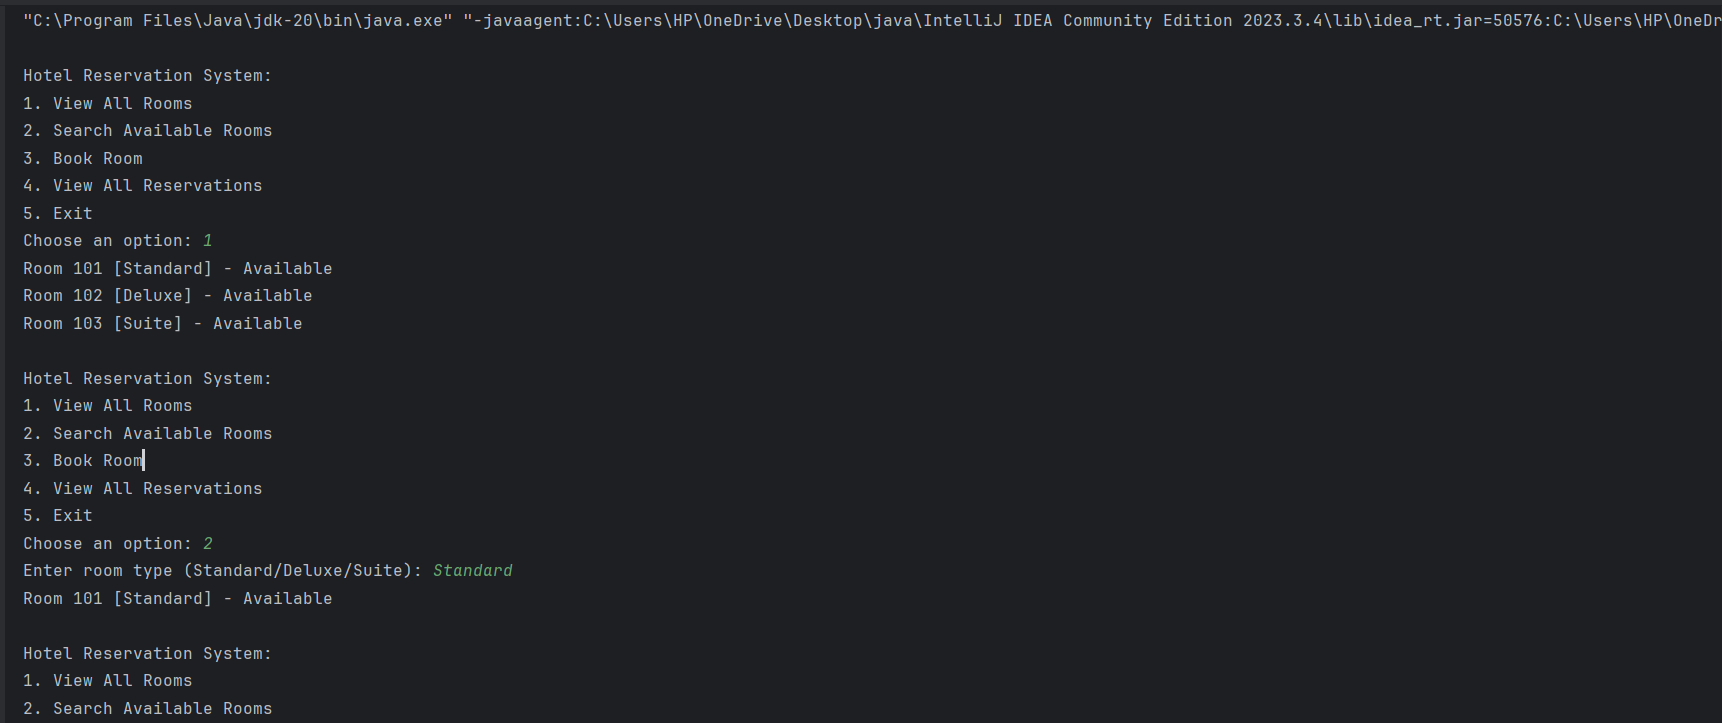 "C:\Program Files\Java\jdk-20\bin\java.exe" "-javaagent:C:\Users\HP\OneDrive\Desktop\java\IntelliJ IDEA Community Edition 2023.3.4\lib\idea_rt.jar=50576:C:\Users\HP\OneDr
Hotel Reservation System:
1. View All Rooms
2. Search Available Rooms
3. Book Room
4. View All Reservations
5. Exit
Choose an option: 1
Room 101 [Standard] - Available
Room 102 [Deluxe] - Available
Room 103 [Suite] - Available
Hotel Reservation System:
1. View All Rooms
2. Search Available Rooms
3. Book Room
4. View All Reservations
5. Exit
Choose an option: 2
Enter room type (Standard/Deluxe/Suite): Standard
Room 101 [Standard] - Available
Hotel Reservation System:
1. View All Rooms
2. Search Available Rooms